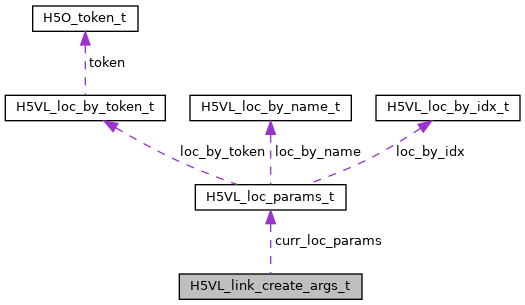 H5O_token_t
token
H5VL_loc_by_token_t
H5VL_loc_by_name_t
H5VL_loc_by_idx_t
loc_by_token
loc_by_name
loc_by_idx
H5VL_loc_params_t
curr_loc_params
H5VL_link_create_args_t